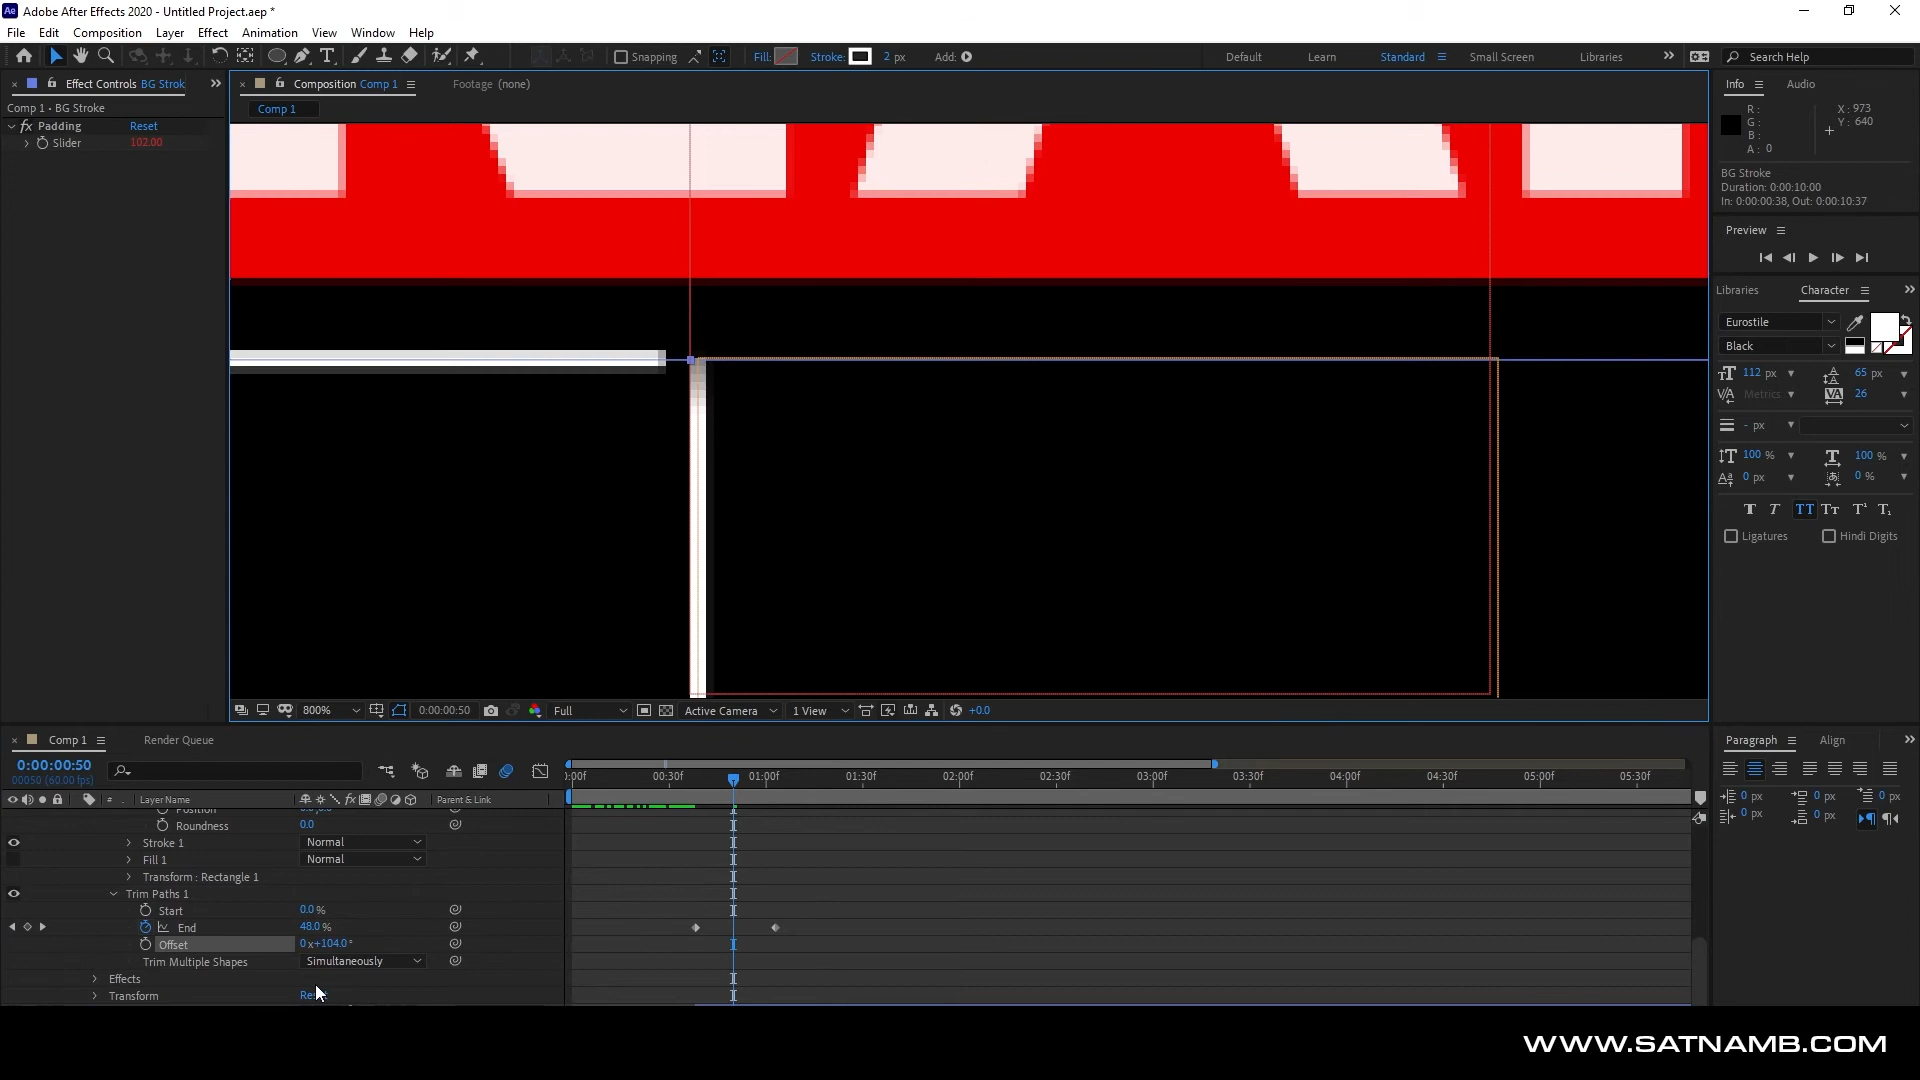 Adobe After Effects 2020 - Untitled Project.aep *
File Edit Composition Layer Effect Animation View Window Help
Snapping Fill: Stroke: 2 px Add: Default Learn Standard Small Screen Libraries Search Help
Effect Controls BG Strok Composition Comp 1 Footage (none) Info Audio
Comp 1 • BG Stroke Comp 1
fx Padding Reset
Slider 102.00
R: X: 973
G: Y: 640
B:
A: 0
BG Stroke
Duration: 0:00:10:00
In: 0:00:00:38, Out: 0:00:10:37
Preview
Libraries Character
Eurostile
Black
112 px 65 px
Metrics 26
- px
100 % 100 %
0 px 0 %
Ligatures Hindi Digits
800% 0:00:00:50 Full Active Camera 1 View +0.0
Comp 1 Render Queue
Paragraph Align
0:00:00:50
00050 (60.00 fps)
0 px 0 px 0 px
0 px 0 px
:00f 00:30f 01:00f 01:30f 02:00f 02:30f 03:00f 03:30f 04:00f 04:30f 05:00f 05:30f
# Layer Name Parent & Link
Position
Roundness 0.0
Stroke 1 Normal
Fill 1 Normal
Transform : Rectangle 1
Trim Paths 1
Start 0.0 %
End 48.0 %
Offset 0 x+104.0 °
Trim Multiple Shapes Simultaneously
Effects
Transform
WWW.SATNAMB.COM